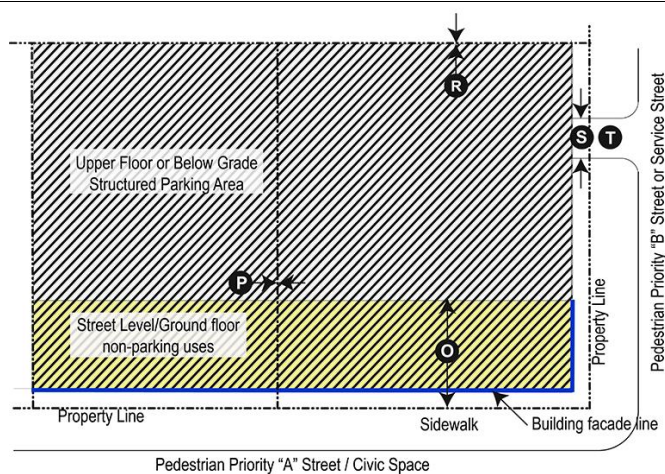 R
S T
Upper Floor or Below Grade
Structured Parking Area
P
Street Level/Ground floor
non-parking uses
O
Property Line
Sidewalk
Building facade line
Property Line
Pedestrian Priority "B" Street or Service Street
Pedestrian Priority "A" Street / Civic Space